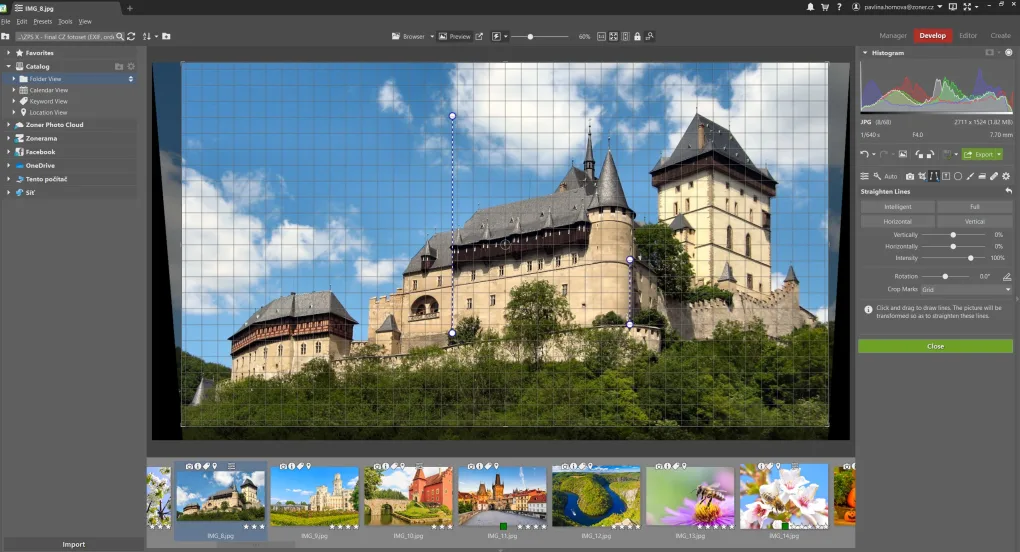 IMG_8.jpg
File Edit Presets Tools View
pavlina.hornova@zoner.cz
...\ZPS X - Final CZ fotoset (EXIF, ordé
Browser Preview 60%
Manager Develop Editor Create
Favorites
Catalog
Folder View
Calendar View
Keyword View
Location View
Zoner Photo Cloud
Zonerama
Facebook
OneDrive
Tento počítač
Síť
Import
Histogram
JPG (8/68) 2711 x 1524 (1.82 MB)
1/640 s F4.0 7.70 mm
Export
Auto
Straighten Lines
Intelligent Full
Horizontal Vertical
Vertically 0%
Horizontally 0%
Intensity 100%
Rotation 0.0°
Crop Marks Grid
Click and drag to draw lines. The picture will
be transformed so as to straighten these lines.
Close
IMG_8.jpg IMG_9.jpg IMG_10.jpg IMG_11.jpg IMG_12.jpg IMG_13.jpg IMG_14.jpg